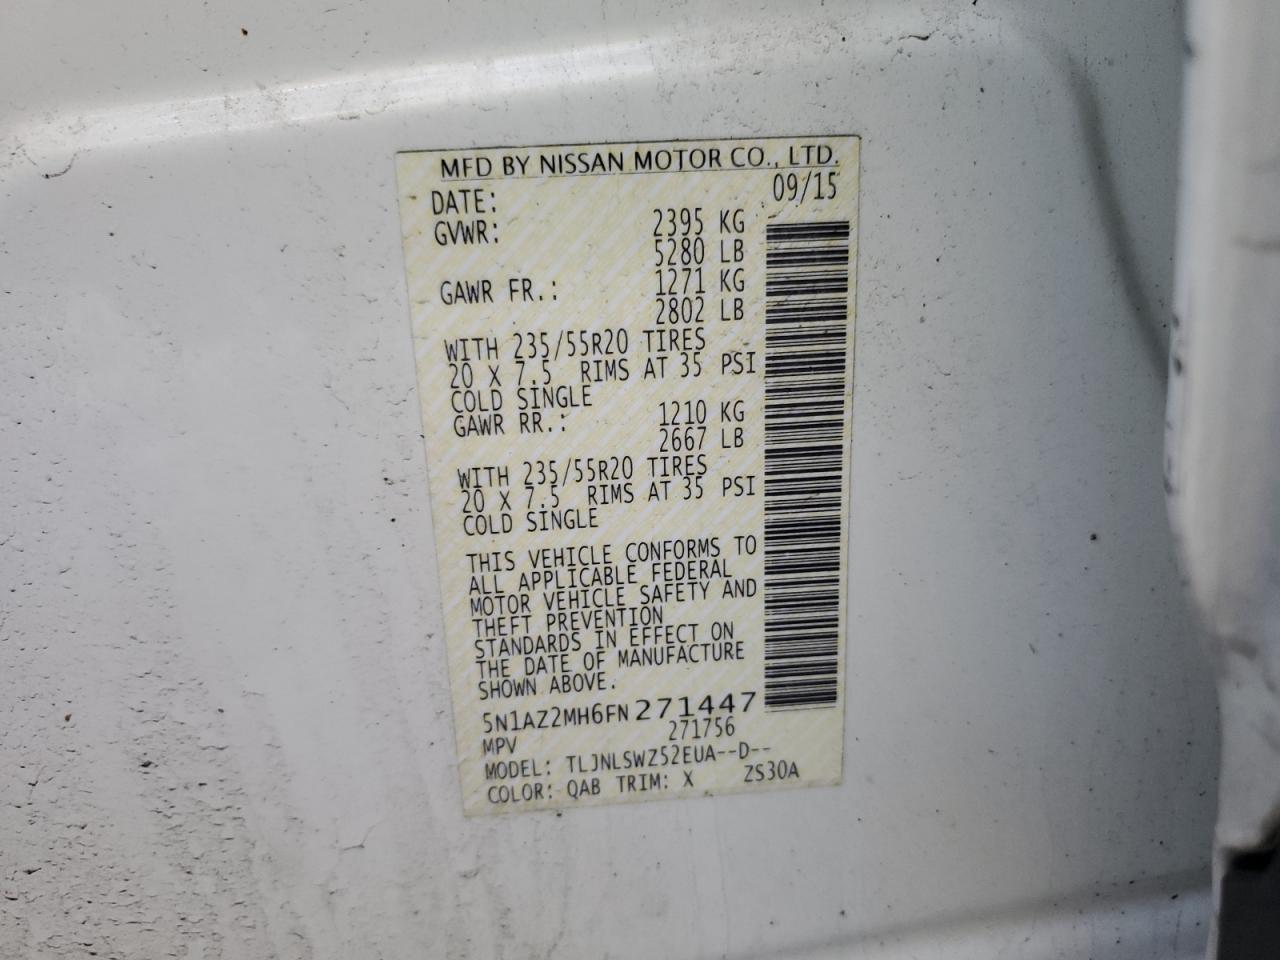 MFD BY NISSAN MOTOR CO., LTD.
DATE: 09/15
GVWR: 2395 KG
5280 LB
GAWR FR.: 1271 KG
2802 LB
WITH 235/55R20 TIRES
20 X 7.5 RIMS AT 35 PSI
COLD SINGLE
GAWR RR.: 1210 KG
2667 LB
WITH 235/55R20 TIRES
20 X 7.5 RIMS AT 35 PSI
COLD SINGLE
THIS VEHICLE CONFORMS TO
ALL APPLICABLE FEDERAL
MOTOR VEHICLE SAFETY AND
THEFT PREVENTION
STANDARDS IN EFFECT ON
THE DATE OF MANUFACTURE
SHOWN ABOVE.
5N1AZ2MH6FN271447
MPV 271756
MODEL: TLJNLSWZ52EUA--D--
COLOR: QAB TRIM: X ZS30A